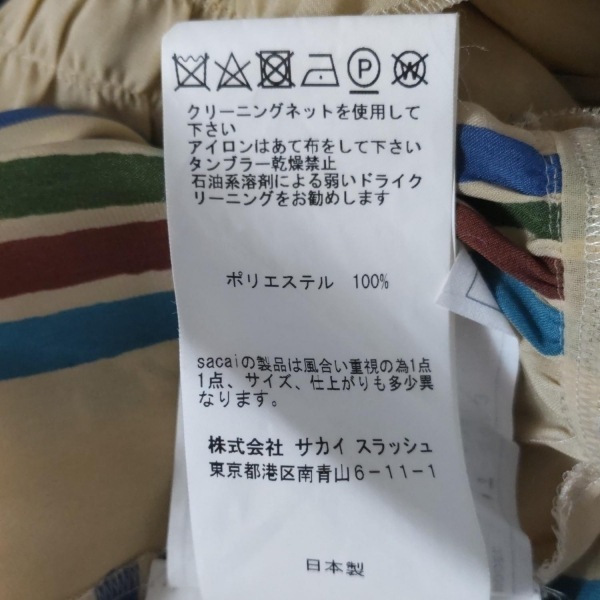 P W
クリーニングネットを使用して
下さい
アイロンはあて布をして下さい
タンブラー乾燥禁止
石油系溶剤による弱いドライク
リーニングをお勧めします
ポリエステル 100%
sacaiの製品は風合い重視の為1点
1点、サイズ、仕上がりも多少異
なります。
株式会社 サカイ スラッシュ
東京都港区南青山6-11-1
日本製